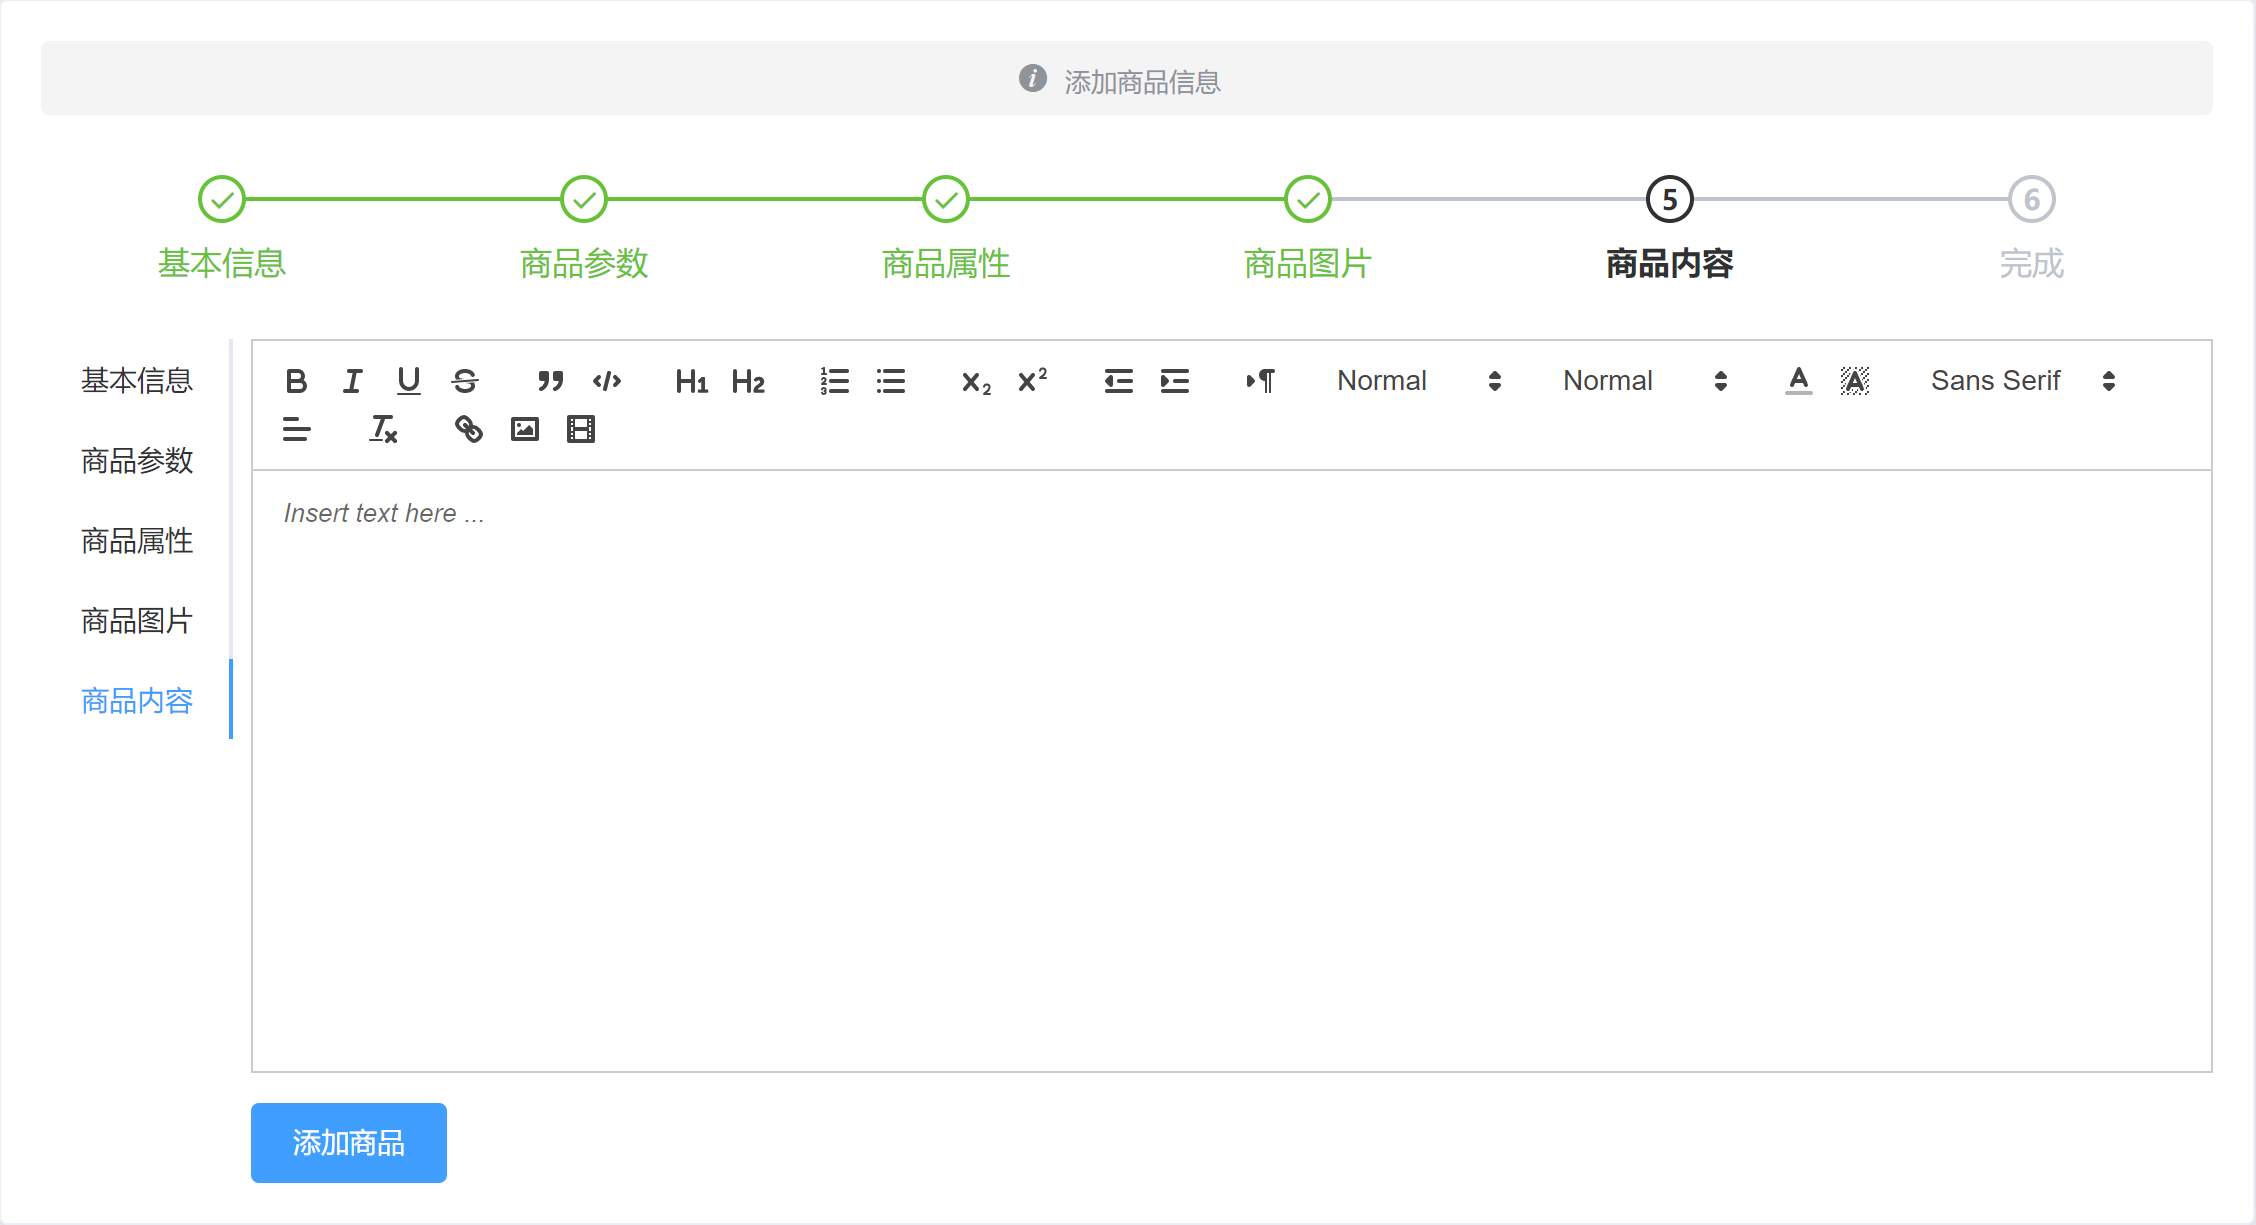 添加商品信息
5 6
基本信息 商品参数 商品属性 商品图片 商品内容 完成
基本信息
商品参数
商品属性
商品图片
商品内容
B I U S H1 H2 x2 x2 Normal Normal A A Sans Serif
Tx
Insert text here ...
添加商品